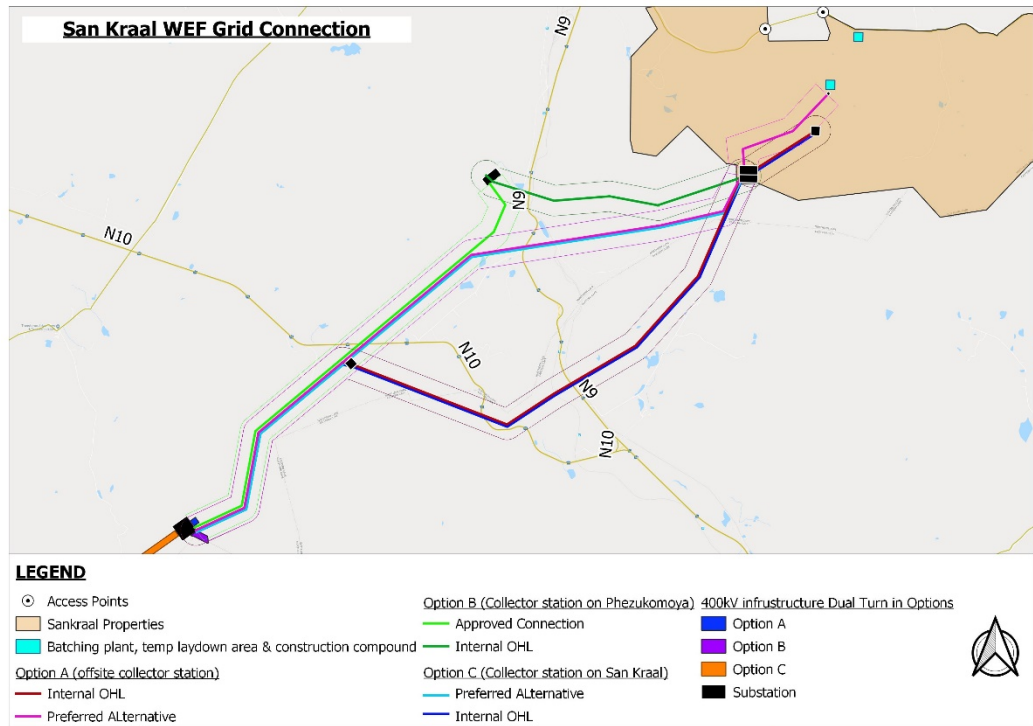 San Kraal WEF Grid Connection
N9
N9
N10
N10
N9
N10
LEGEND
Access Points
Sankraal Properties
Batching plant, temp laydown area & construction compound
Option A (offsite collector station)
Internal OHL
Preferred ALternative
Option B (Collector station on Phezukomoya)
Approved Connection
Internal OHL
Option C (Collector station on San Kraal)
Preferred ALternative
Internal OHL
400kV infrustructure Dual Turn in Options
Option A
Option B
Option C
Substation